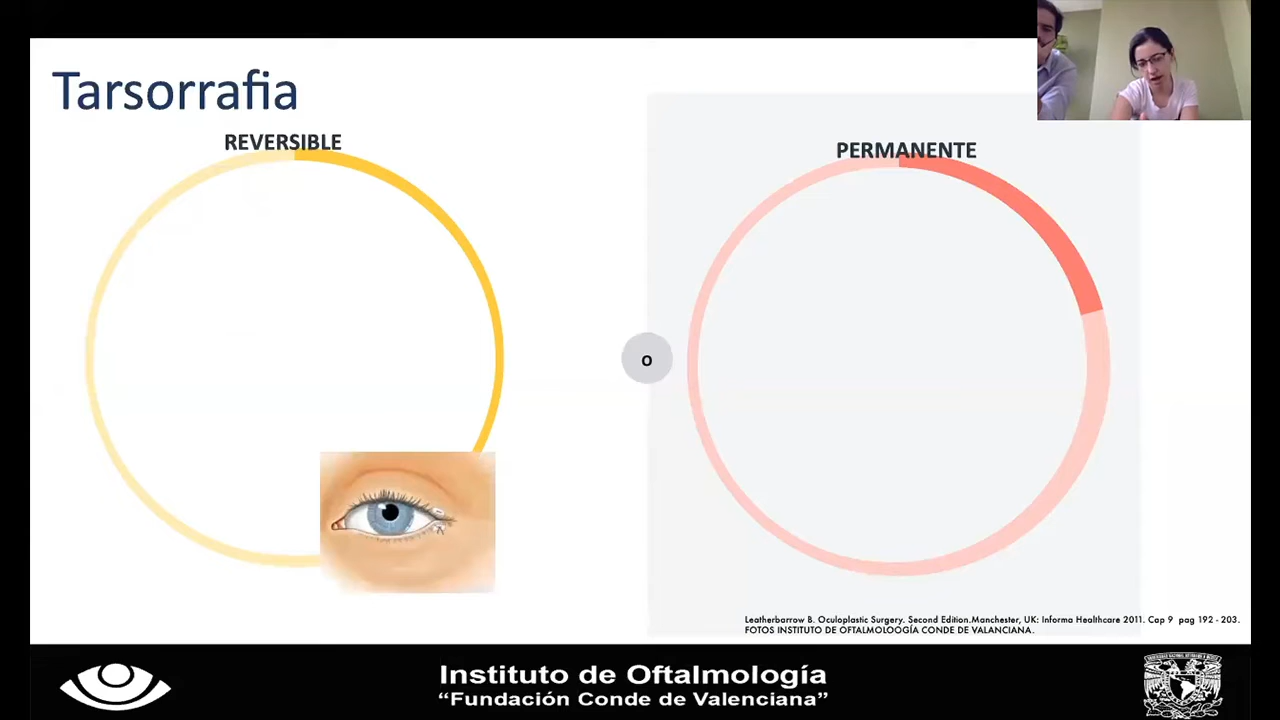 Tarsorrafia
REVERSIBLE
PERMANENTE
o
Leatherbarrow B. Oculoplastic Surgery. Second Edition.Manchester, UK: Informa Healthcare 2011. Cap 9 pag 192 - 203.
FOTOS INSTITUTO DE OFTALMOLOOGÍA CONDE DE VALANCIANA.
Instituto de Oftalmología
“Fundación Conde de Valenciana”